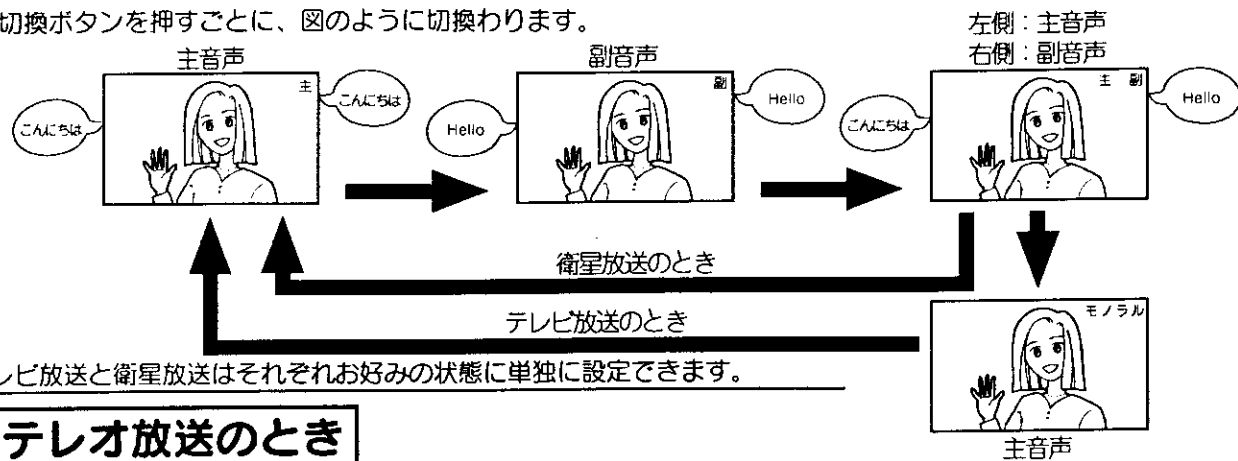 切換ボタンを押すごとに、図のように切換わります。
主音声
主
こんにちは
こんにちは
副音声
副
Hello
Hello
左側：主音声
右側：副音声
主 副
こんにちは
Hello
衛星放送のとき
テレビ放送のとき
モノラル
主音声
レビ放送と衛星放送はそれぞれお好みの状態に単独に設定できます。
テレオ放送のとき